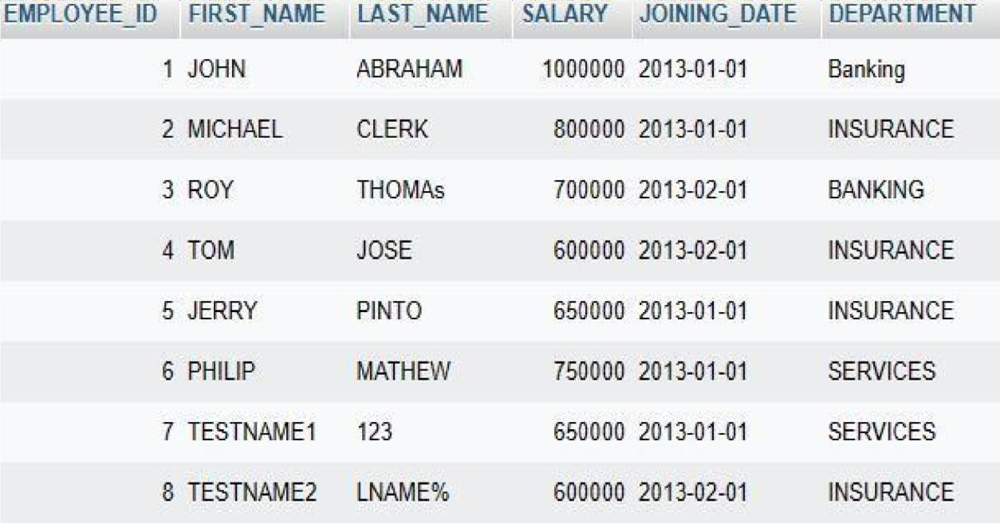 EMPLOYEE_ID FIRST_NAME LAST_NAME SALARY JOINING_DATE DEPARTMENT
1 JOHN ABRAHAM 1000000 2013-01-01 Banking
2 MICHAEL CLERK 800000 2013-01-01 INSURANCE
3 ROY THOMAs 700000 2013-02-01 BANKING
4 TOM JOSE 600000 2013-02-01 INSURANCE
5 JERRY PINTO 650000 2013-01-01 INSURANCE
6 PHILIP MATHEW 750000 2013-01-01 SERVICES
7 TESTNAME1 123 650000 2013-01-01 SERVICES
8 TESTNAME2 LNAME% 600000 2013-02-01 INSURANCE